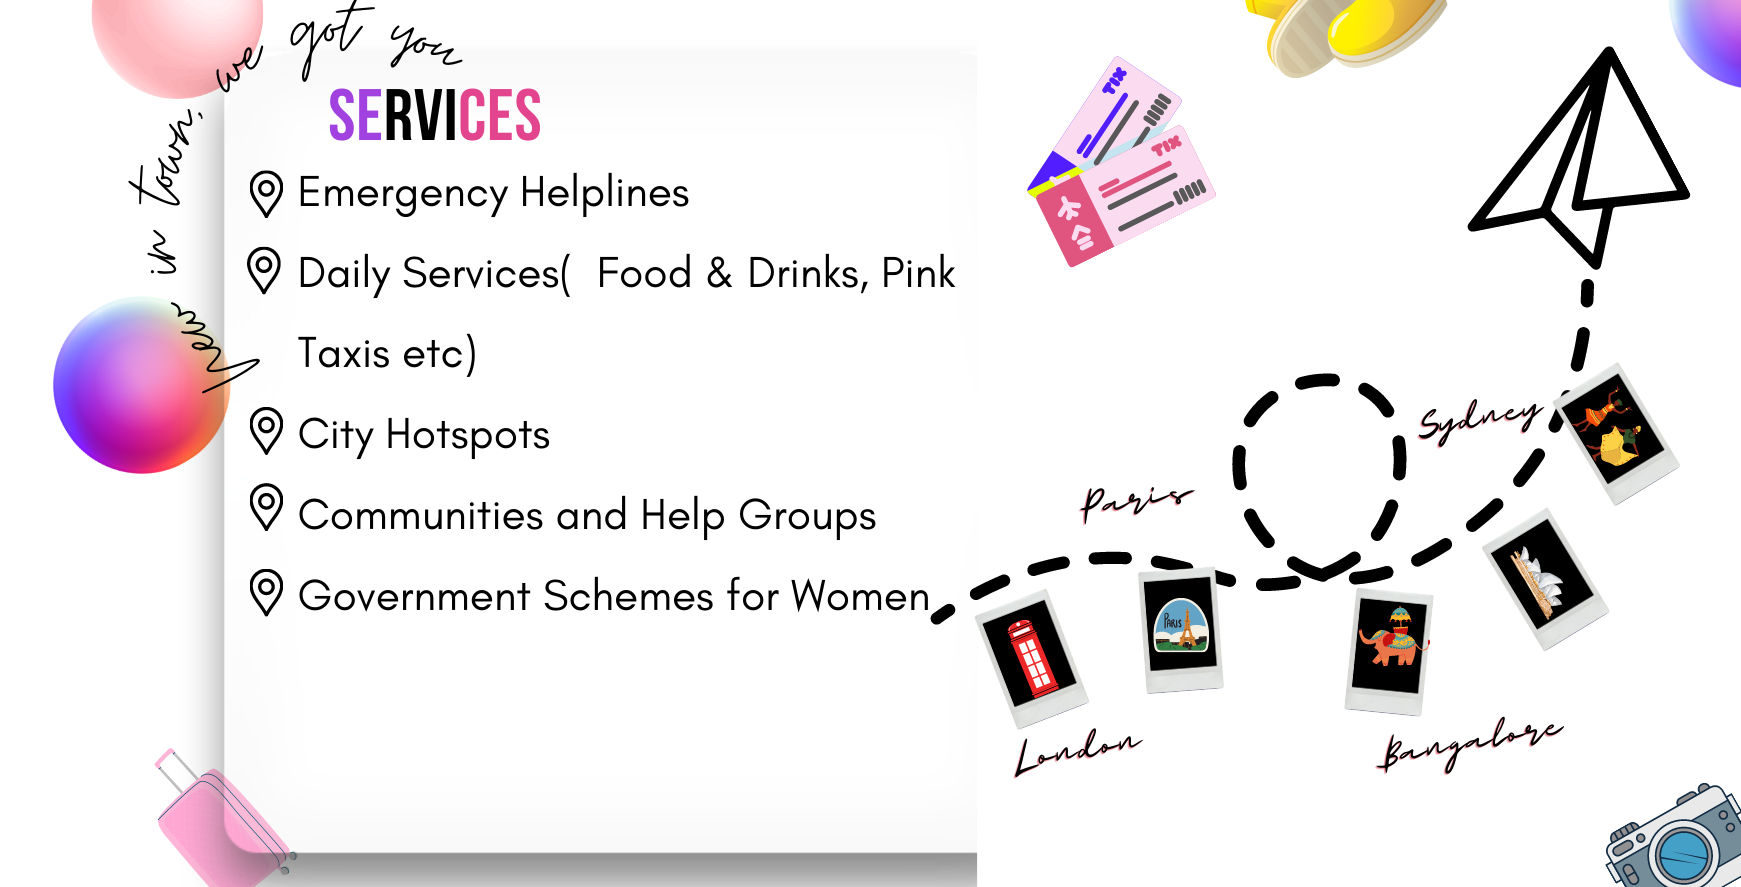 New in town, we got you
SERVICES
Emergency Helplines
Daily Services(  Food & Drinks, Pink
Taxis etc)
City Hotspots
Communities and Help Groups
Government Schemes for Women
TIX
TIX
Sydney
Paris
PARIS
London
Bangalore